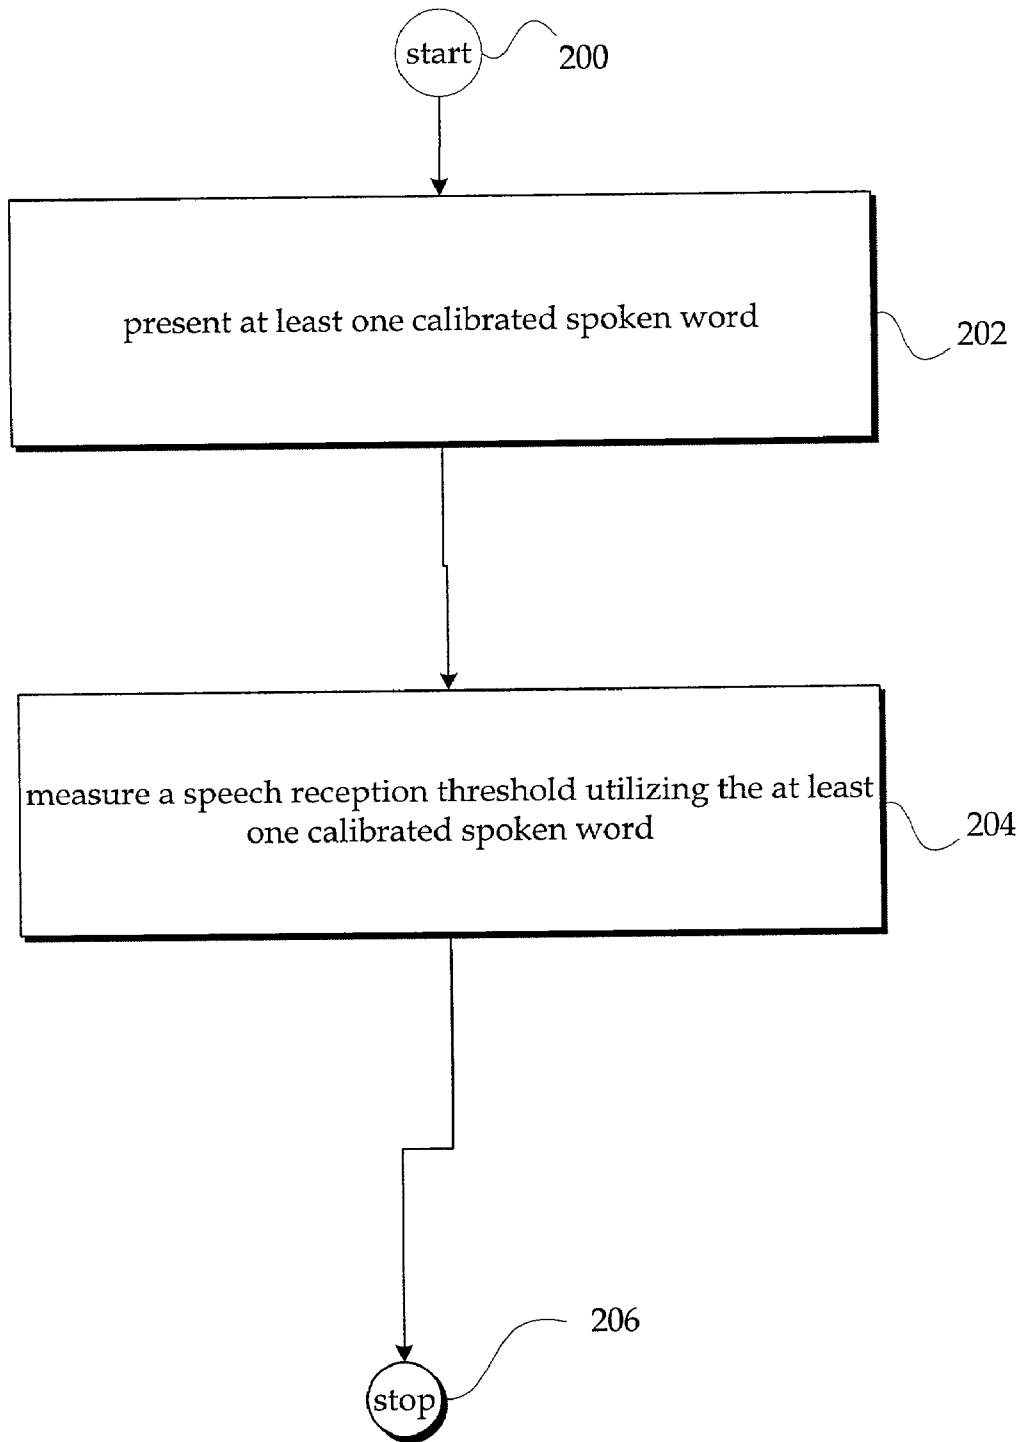 start
200
present at least one calibrated spoken word
202
measure a speech reception threshold utilizing the at least
one calibrated spoken word
204
206
stop